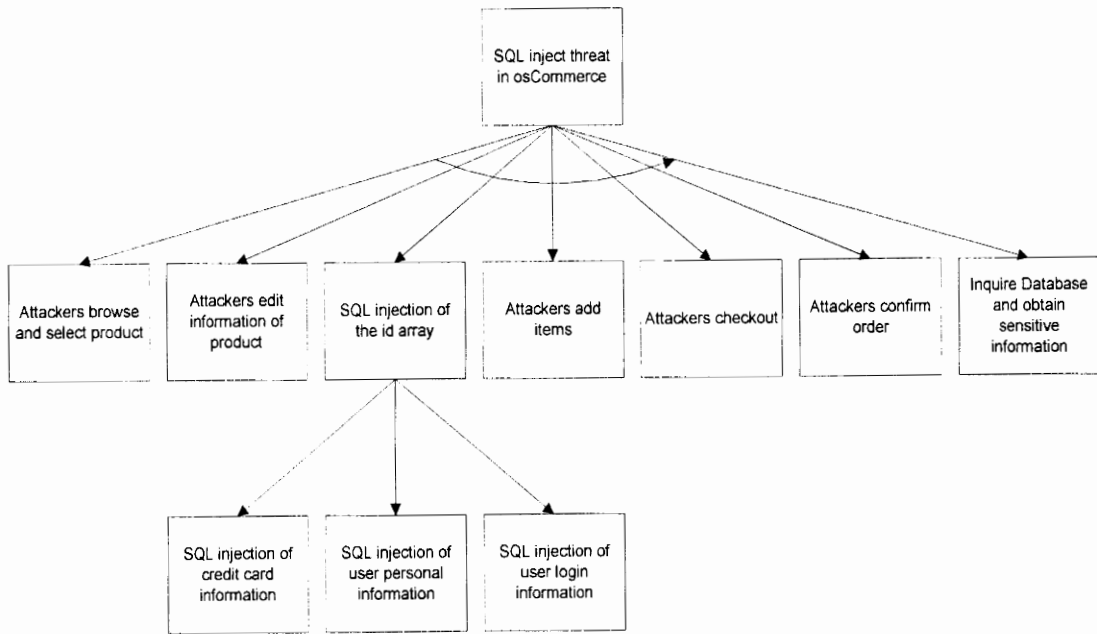 SQL inject threat
in osCommerce
Attackers browse
and select product
Attackers edit
information of
product
SQL injection of
the id array
Attackers add
items
Attackers checkout
Attackers confirm
order
Inquire Database
and obtain
sensitive
information
SQL injection of
credit card
information
SQL injection of
user personal
information
SQL injection of
user login
information